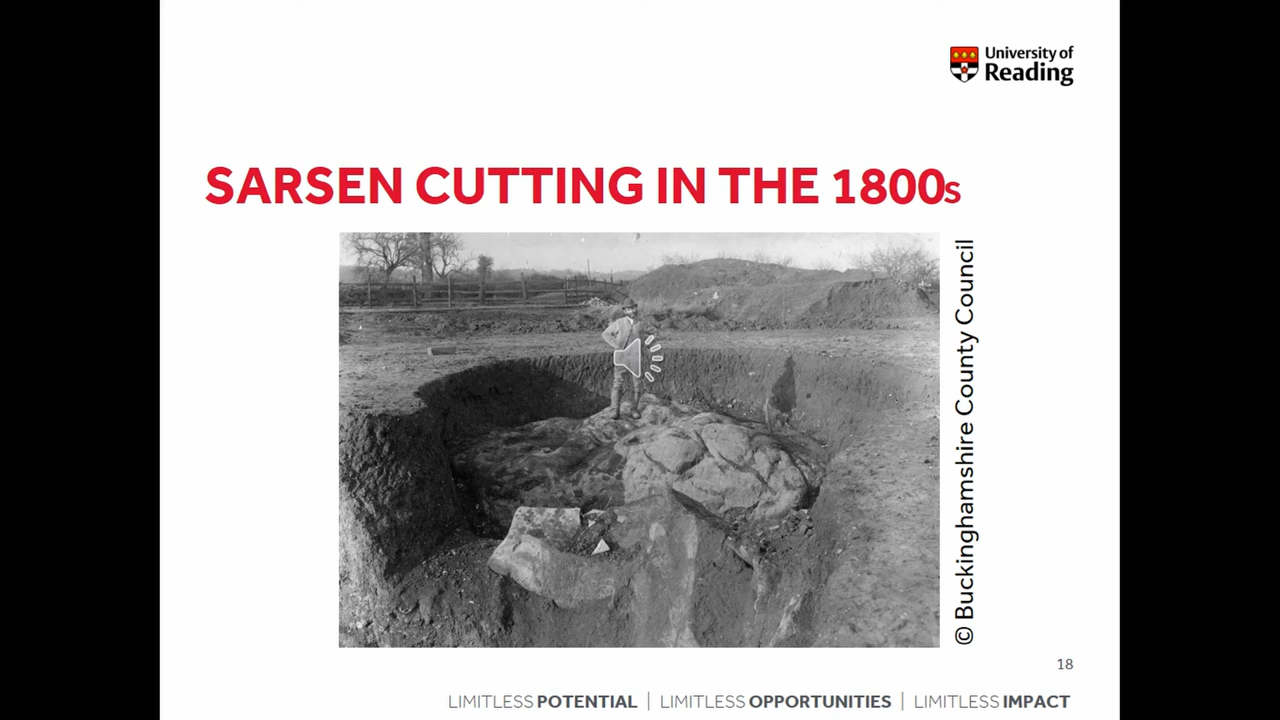 University of
Reading
SARSEN CUTTING IN THE 1800s
© Buckinghamshire County Council
18
LIMITLESS POTENTIAL | LIMITLESS OPPORTUNITIES | LIMITLESS IMPACT